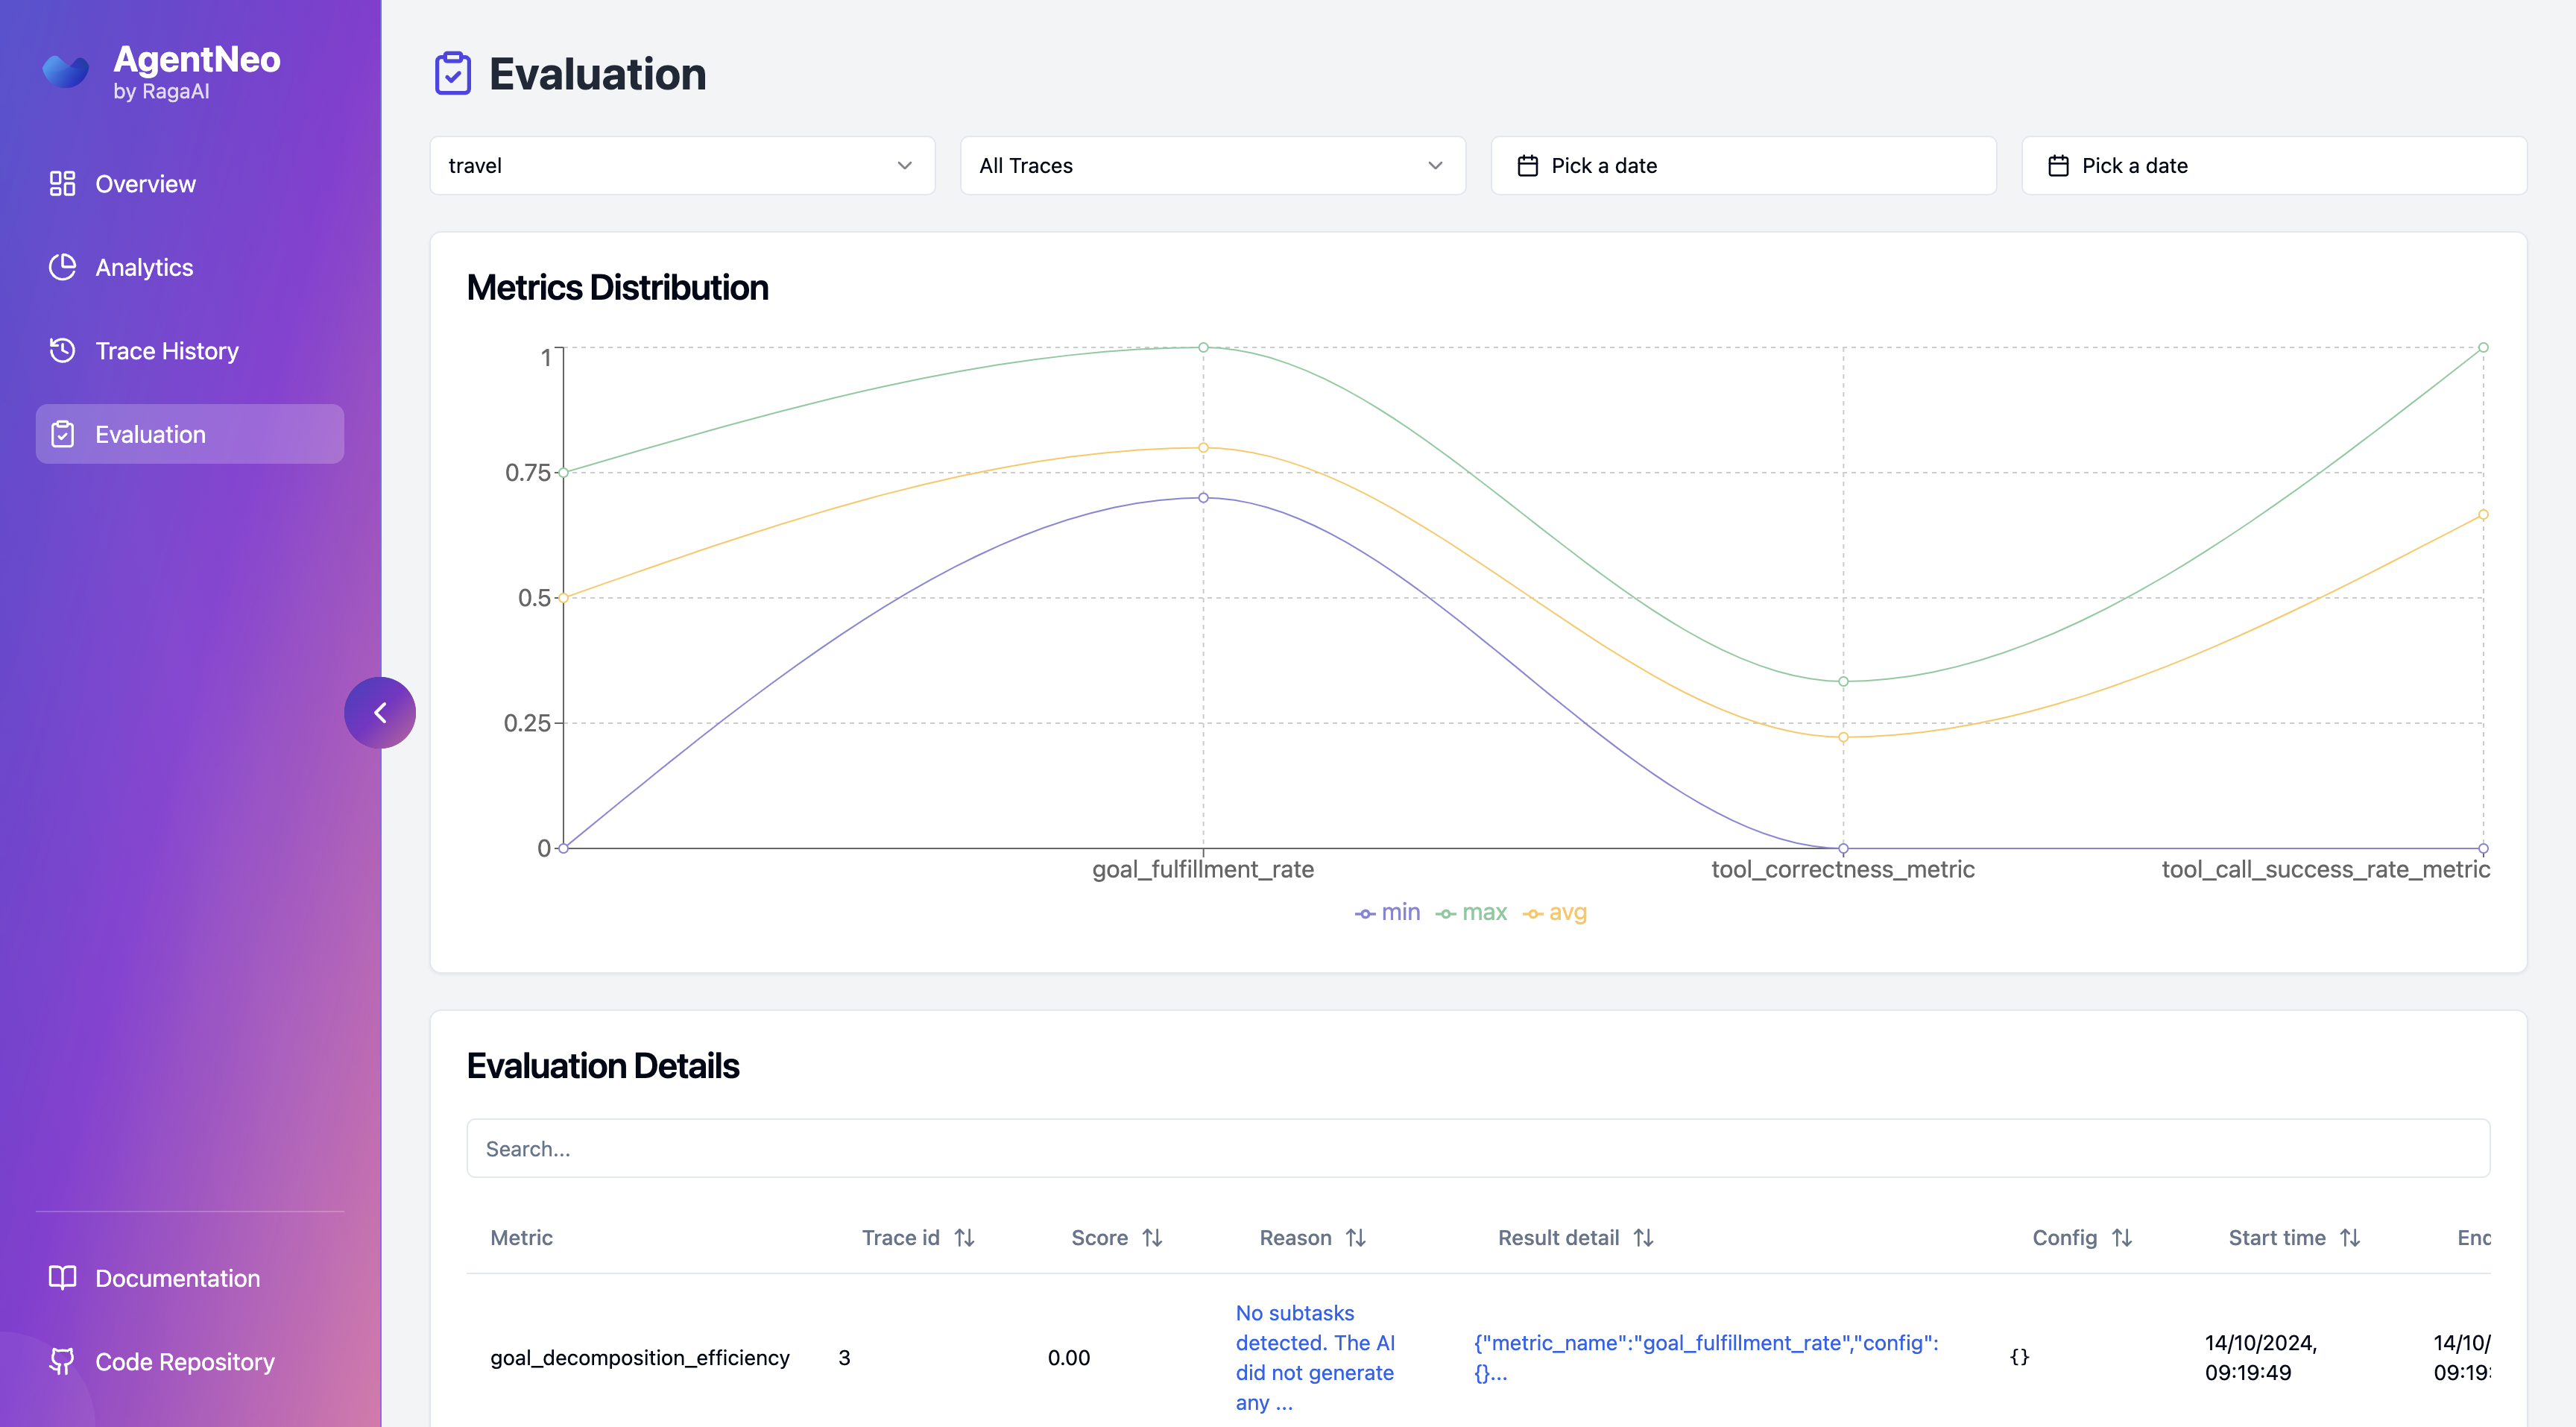 AgentNeo
by RagaAI
Overview
Analytics
Trace History
Evaluation
Documentation
Code Repository
Evaluation
travel
All Traces
Pick a date
Pick a date
Metrics Distribution
1
0.75
0.5
0.25
0
goal_fulfillment_rate
tool_correctness_metric
tool_call_success_rate_metric
min
max
avg
Evaluation Details
Search...
Metric
Trace id
Score
Reason
Result detail
Config
Start time
End
goal_decomposition_efficiency
3
0.00
No subtasks
detected. The AI
did not generate
any ...
{"metric_name":"goal_fulfillment_rate","config":
{}...
{}
14/10/2024,
09:19:49
14/10/
09:19: